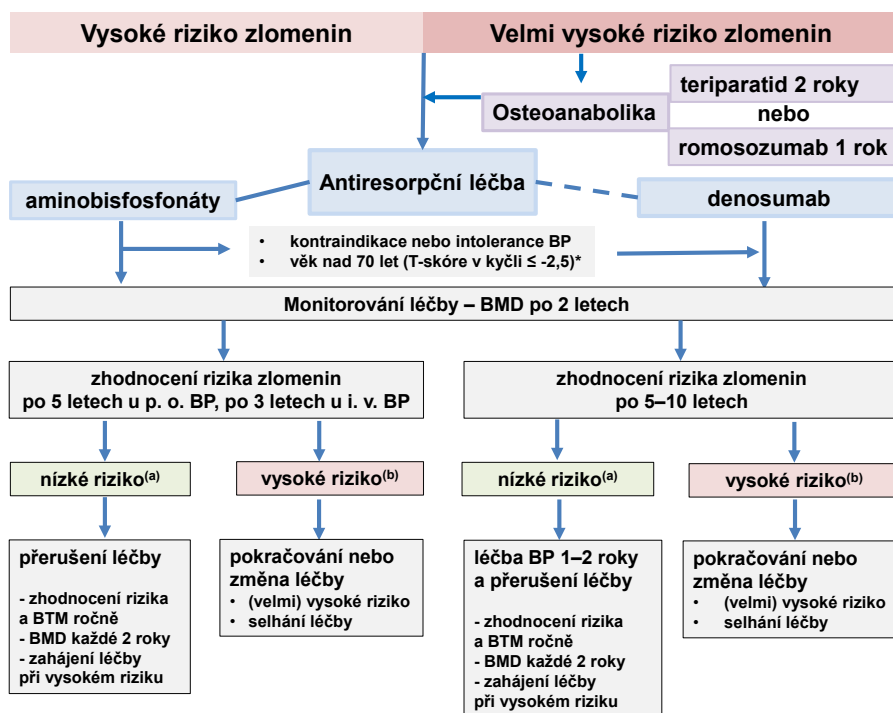 Vysoké riziko zlomenin
Velmi vysoké riziko zlomenin
Osteoanabolika
teriparatid 2 roky
nebo
romosozumab 1 rok
Antiresorpční léčba
aminobisfosfonáty
denosumab
• kontraindikace nebo intolerance BP
• věk nad 70 let (T-skóre v kyčli ≤ -2,5)*
Monitorování léčby – BMD po 2 letech
zhodnocení rizika zlomenin
po 5 letech u p. o. BP, po 3 letech u i. v. BP
zhodnocení rizika zlomenin
po 5–10 letech
nízké riziko(a)
vysoké riziko(b)
nízké riziko(a)
vysoké riziko(b)
přerušení léčby
- zhodnocení rizika
a BTM ročně
- BMD každé 2 roky
- zahájení léčby
při vysokém riziku
pokračování nebo
změna léčby
• (velmi) vysoké riziko
• selhání léčby
léčba BP 1–2 roky
a přerušení léčby
- zhodnocení rizika
a BTM ročně
- BMD každé 2 roky
- zahájení léčby
při vysokém riziku
pokračování nebo
změna léčby
• (velmi) vysoké riziko
• selhání léčby